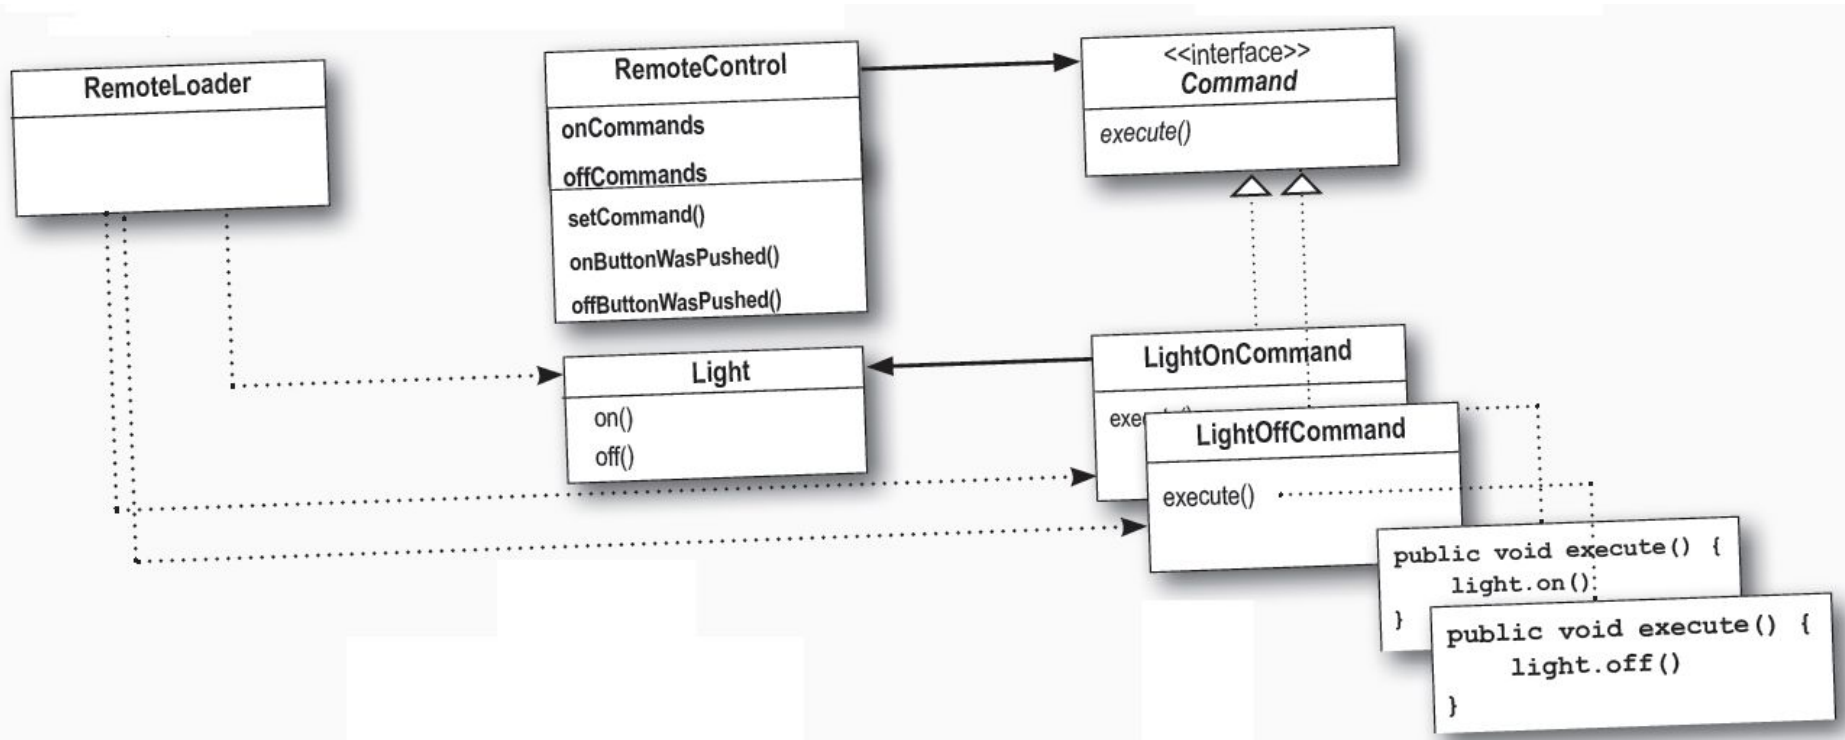 RemoteLoader
RemoteControl
onCommands
offCommands
setCommand()
onButtonWasPushed()
offButtonWasPushed()
<<interface>>
Command
execute()
Light
on()
off()
LightOnCommand
LightOffCommand
execute()
public void execute() {
light.on()
}
public void execute() {
light.off()
}